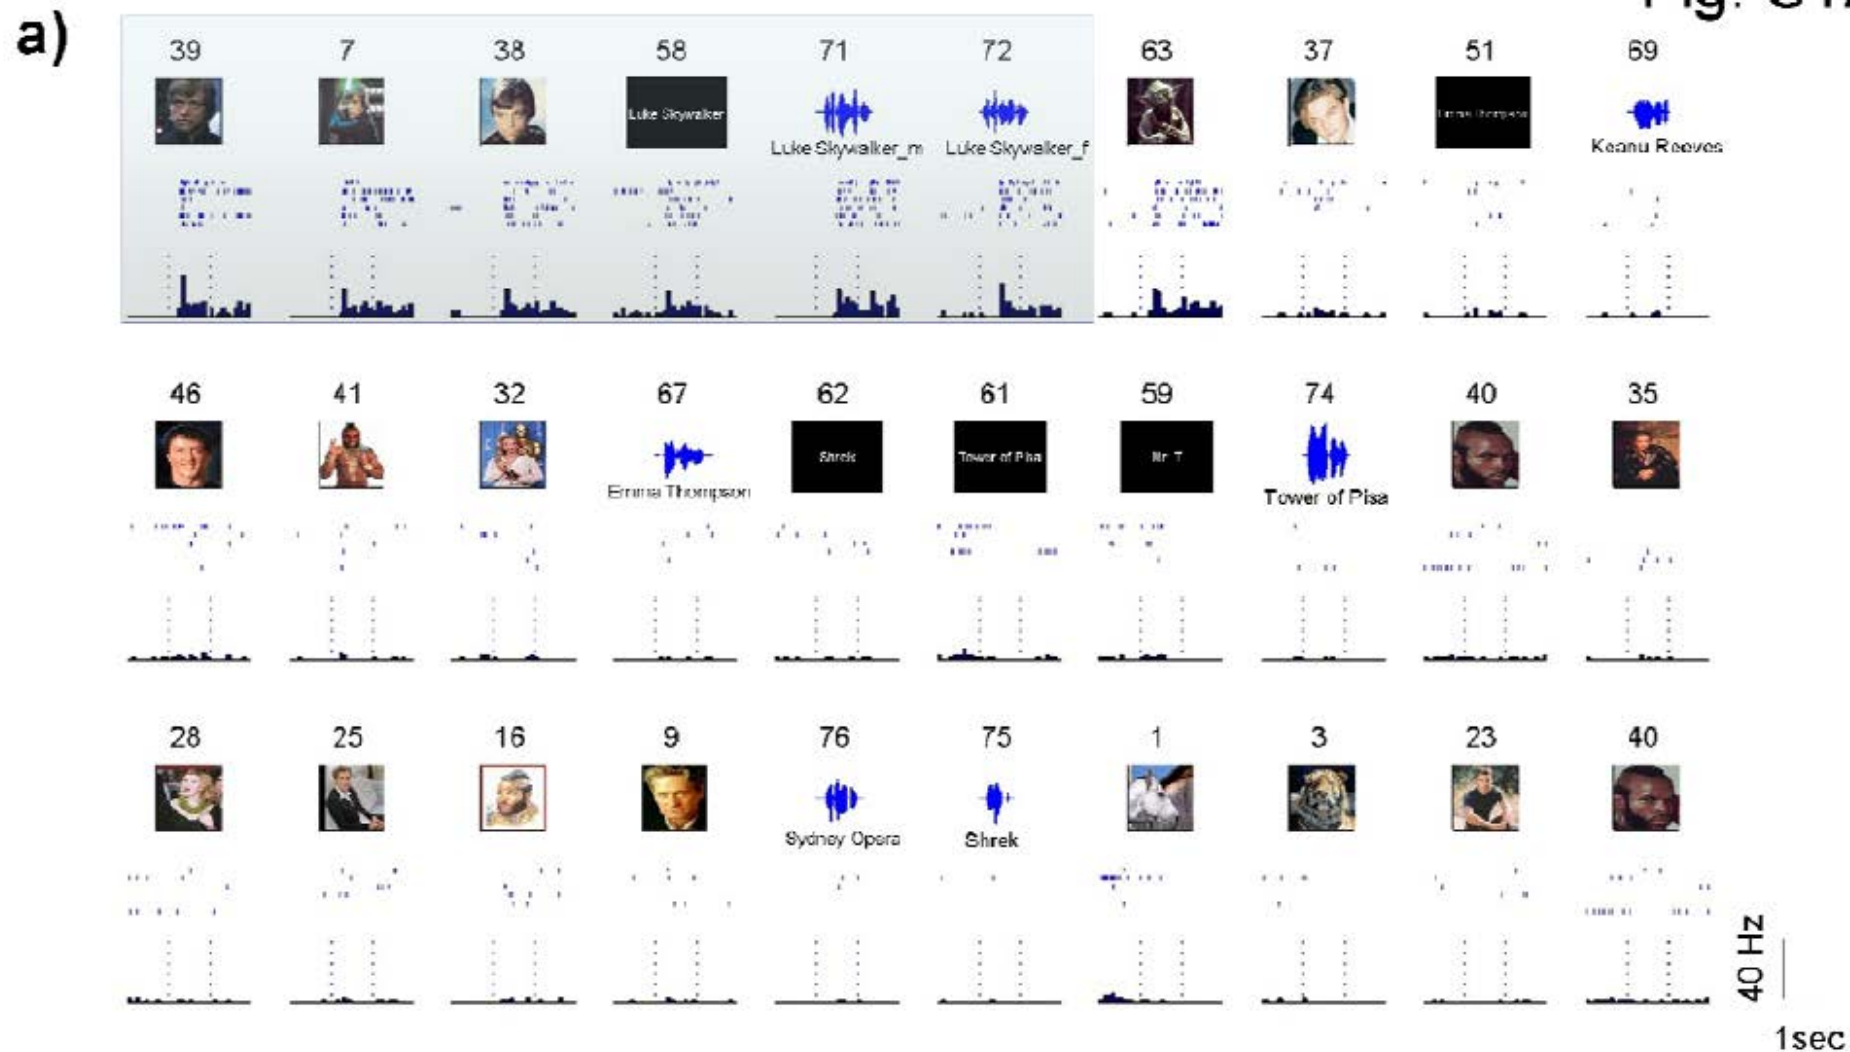 a)
39 7 38 58 71 72 63 37 51 69
Luke Skywalker
Luke Skywalker_m Luke Skywalker_f Keanu Reeves
46 41 32 67 62 61 59 74 40 35
Shrek Tower of Pisa Mr. T
Emma Thompson Tower of Pisa
28 25 16 9 76 75 1 3 23 40
Sydney Opera Shrek
40 Hz
1sec